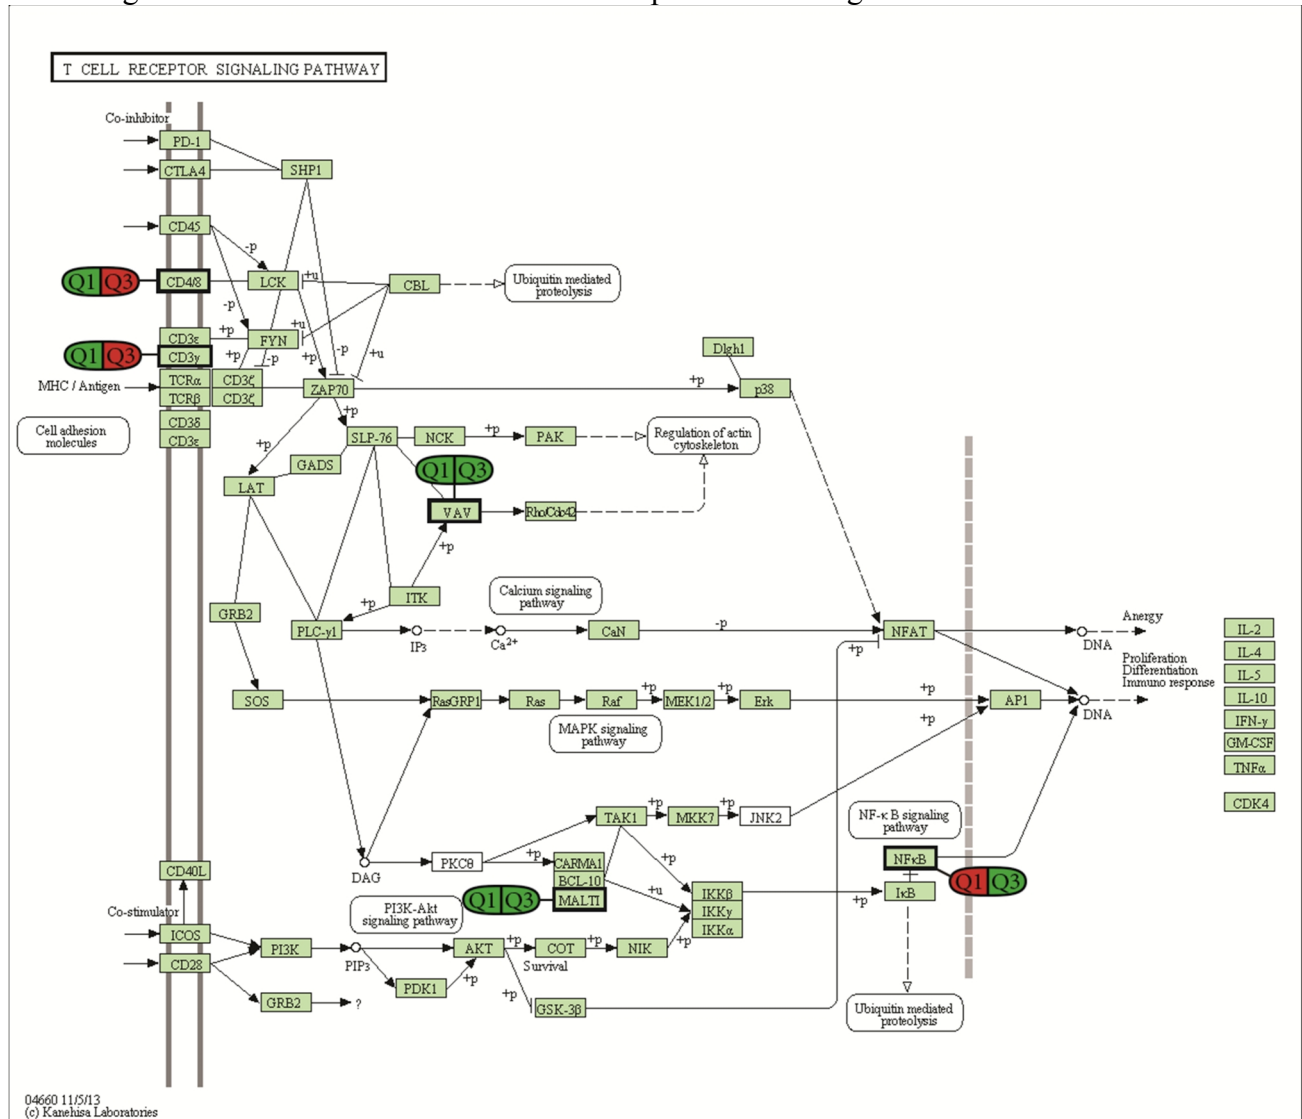 T CELL RECEPTOR SIGNALING PATHWAY
Co-inhibitor
PD-1
CTLA4
SHP1
CD45
-p
Q1 Q3
CD4/8
LCK
+u
CBL
Ubiquitin mediated
proteolysis
-p
+u
CD3ε
+p
FYN
Q1 Q3
CD3γ
+p
-p
+p
-p
+u
Dlgh1
MHC / Antigen
TCRα
CD3ζ
TCRβ
CD3ζ
ZAP70
+p
p38
CD3δ
CD3ε
Cell adhesion
molecules
+p
+p
SLP-76
NCK
+p
PAK
Regulation of actin
cytoskeleton
GADS
Q1 Q3
LAT
VAV
Rho/Cdc42
+p
ITK
Calcium signaling
pathway
GRB2
+p
PLC-γ1
IP3
Ca2+
CaN
-p
NFAT
+p
DNA
Anergy
Proliferation
Differentiation
Immuno response
IL-2
IL-4
IL-5
IL-10
IFN-γ
GM-CSF
TNFα
CDK4
SOS
RasGRP1
Ras
Raf
+p
MEK1/2
+p
Erk
+p
AP1
DNA
MAPK signaling
pathway
+p
TAK1
+p
MKK7
+p
JNK2
NF-κB signaling
pathway
DAG
PKCθ
+p
CARMA1
BCL-10
MALT1
Q1 Q3
+p
+u
IKKβ
IKKγ
IKKα
+p
NFκB
IκB
Q1 Q3
CD40L
Co-stimulator
ICOS
CD28
PI3K-Akt
signaling pathway
PI3K
PIP3
AKT
+p
COT
+p
NIK
+p
Survival
PDK1
+p
+p
GSK-3β
GRB2
?
Ubiquitin mediated
proteolysis
04660 11/5/13
(c) Kanehisa Laboratories